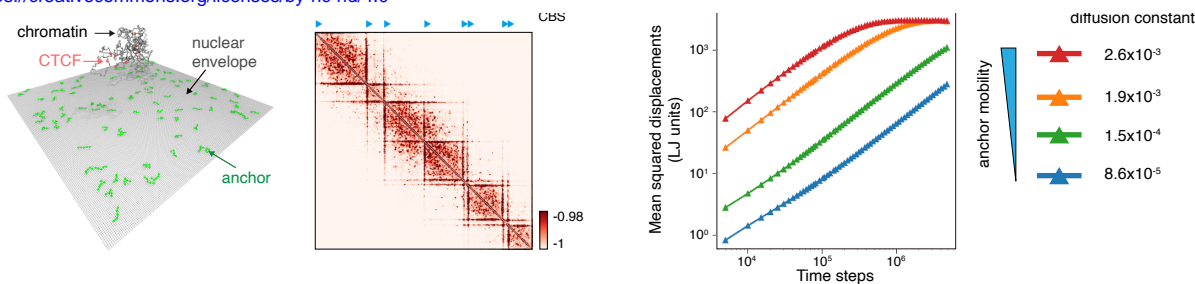 chromatin
CTCF
nuclear
envelope
anchor
CBS
-0.98
-1
Mean squared displacements
(LJ units)
10³
10²
10¹
10⁰
10⁴
10⁵
10⁶
Time steps
anchor mobility
diffusion constant
2.6x10⁻³
1.9x10⁻³
1.5x10⁻⁴
8.6x10⁻⁵